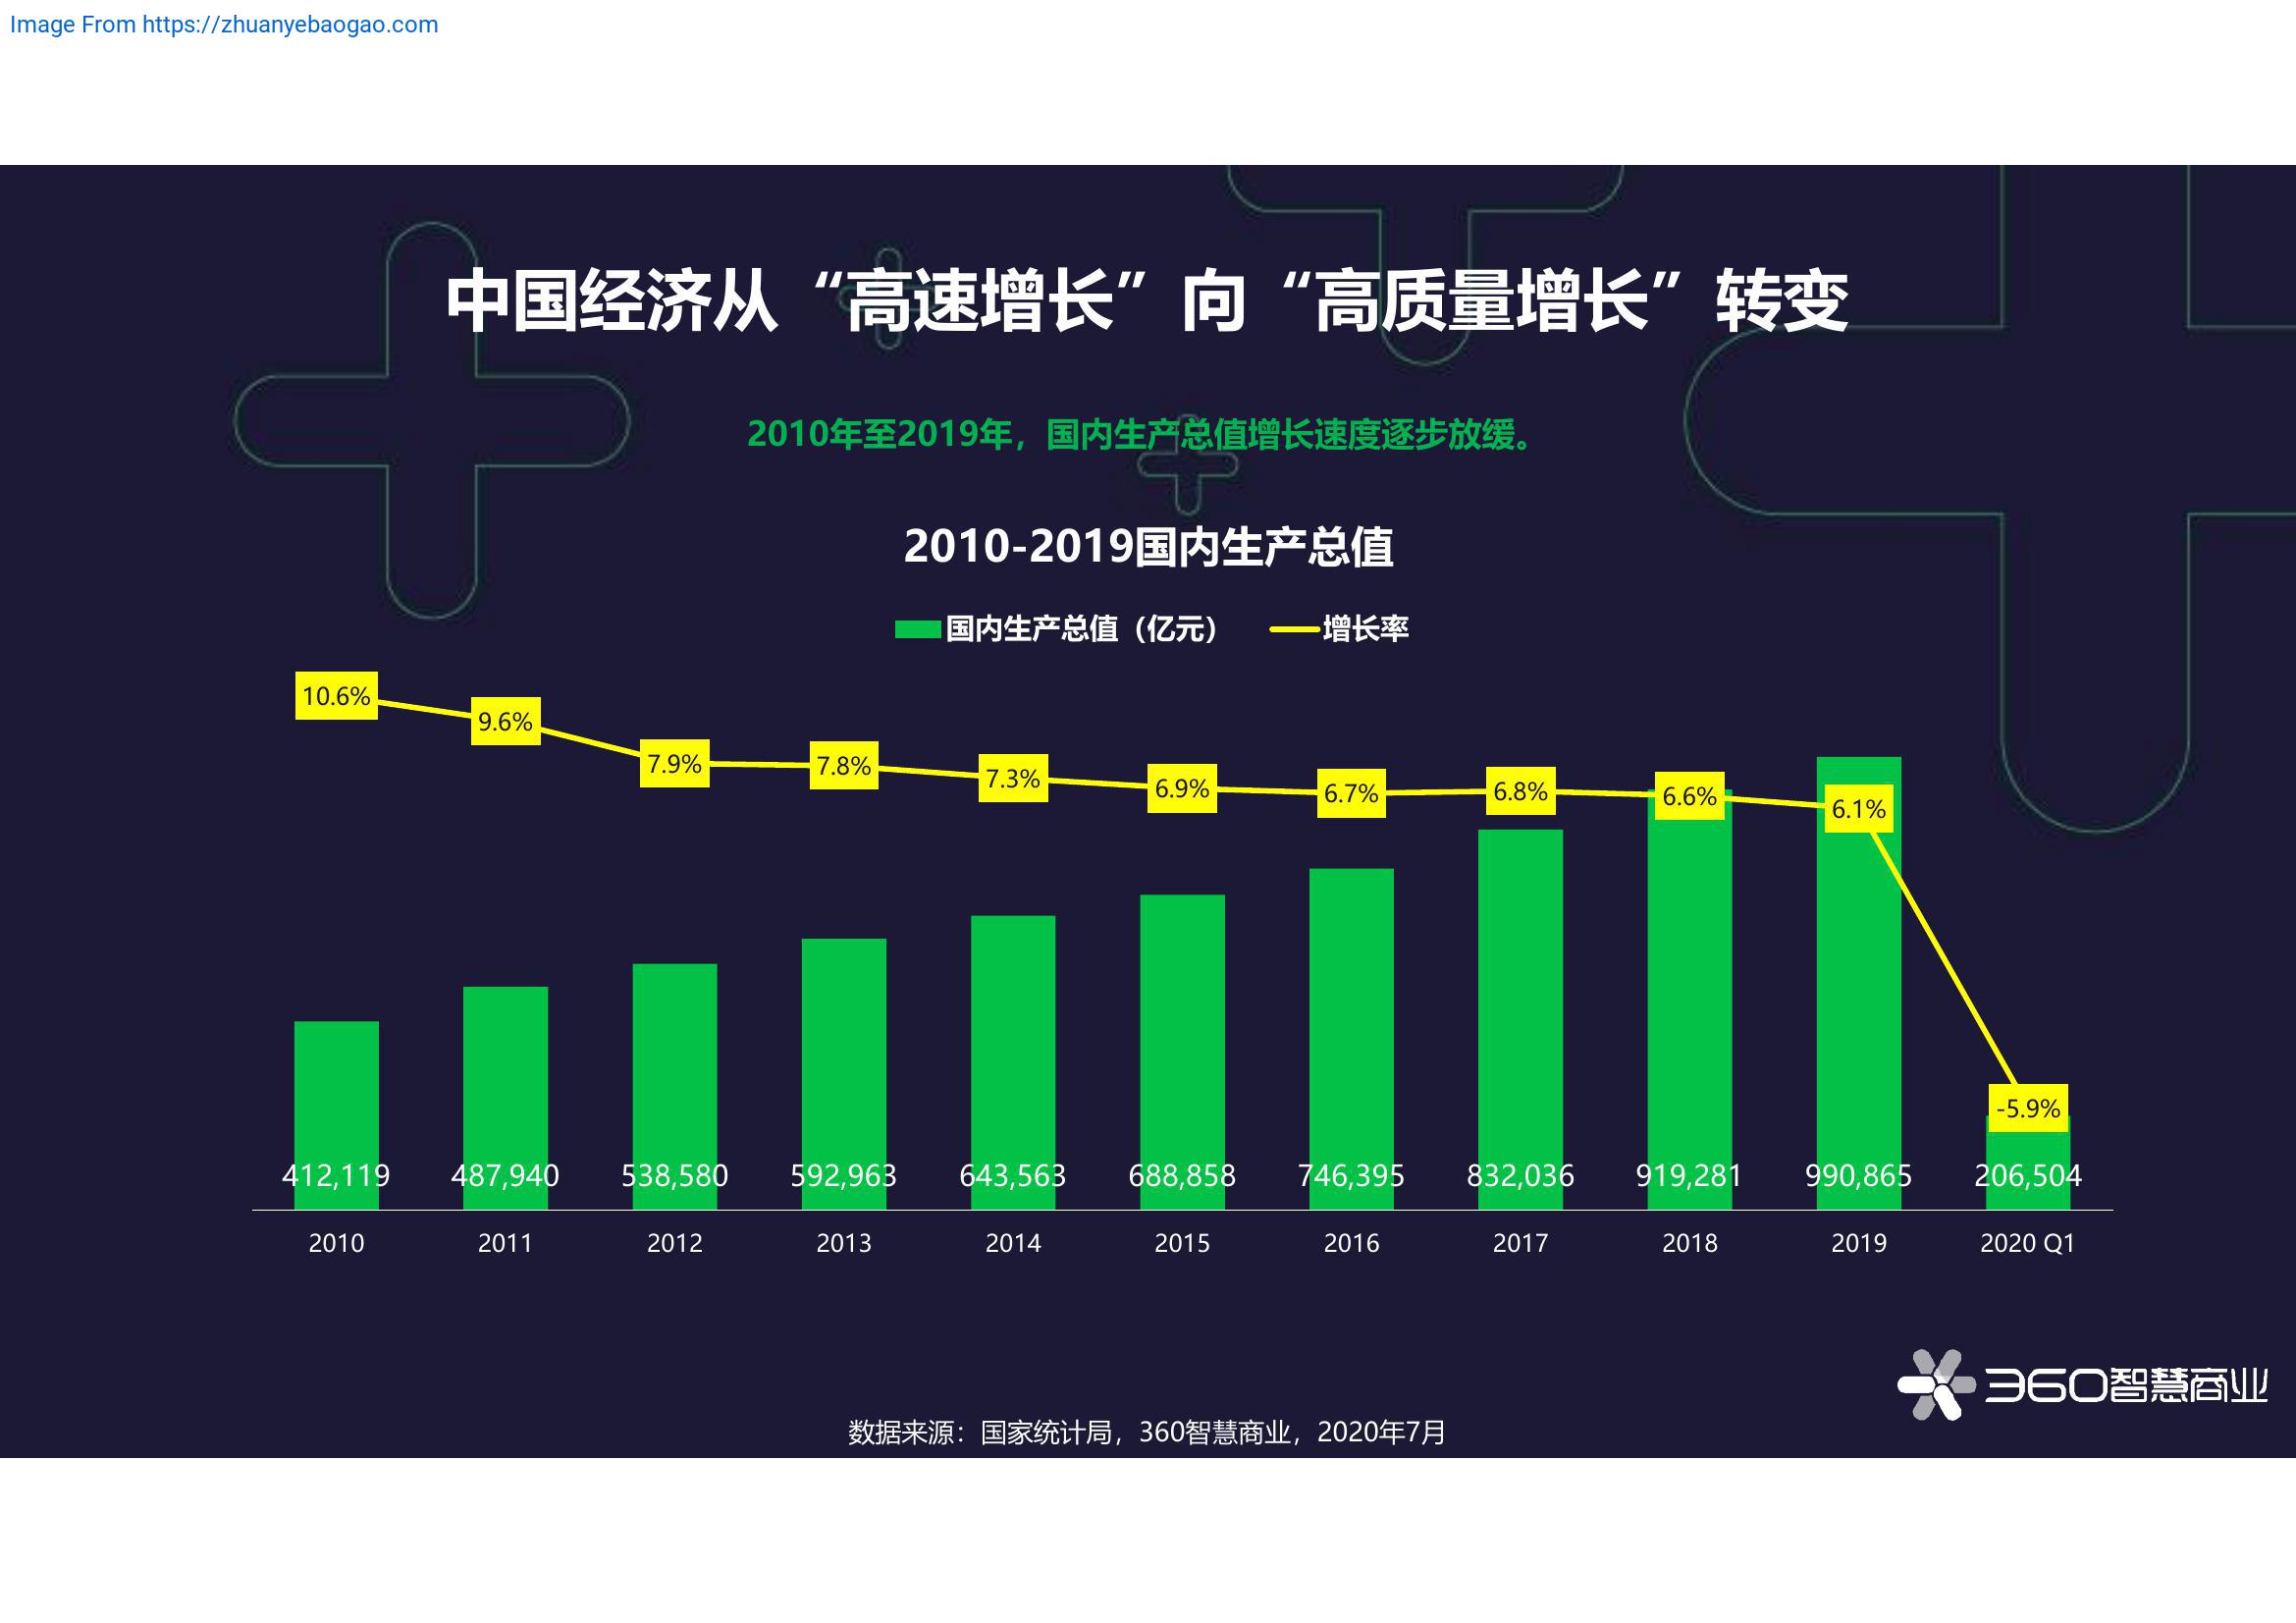 Image From https://zhuanyebaogao.com
中国经济从“高速增长”向“高质量增长”转变
2010年至2019年，国内生产总值增长速度逐步放缓。
2010-2019国内生产总值
国内生产总值（亿元） 增长率
10.6% 9.6% 7.9% 7.8% 7.3% 6.9% 6.7% 6.8% 6.6% 6.1% -5.9%
412,119 487,940 538,580 592,963 643,563 688,858 746,395 832,036 919,281 990,865 206,504
2010 2011 2012 2013 2014 2015 2016 2017 2018 2019 2020 Q1
360智慧商业
数据来源：国家统计局，360智慧商业，2020年7月